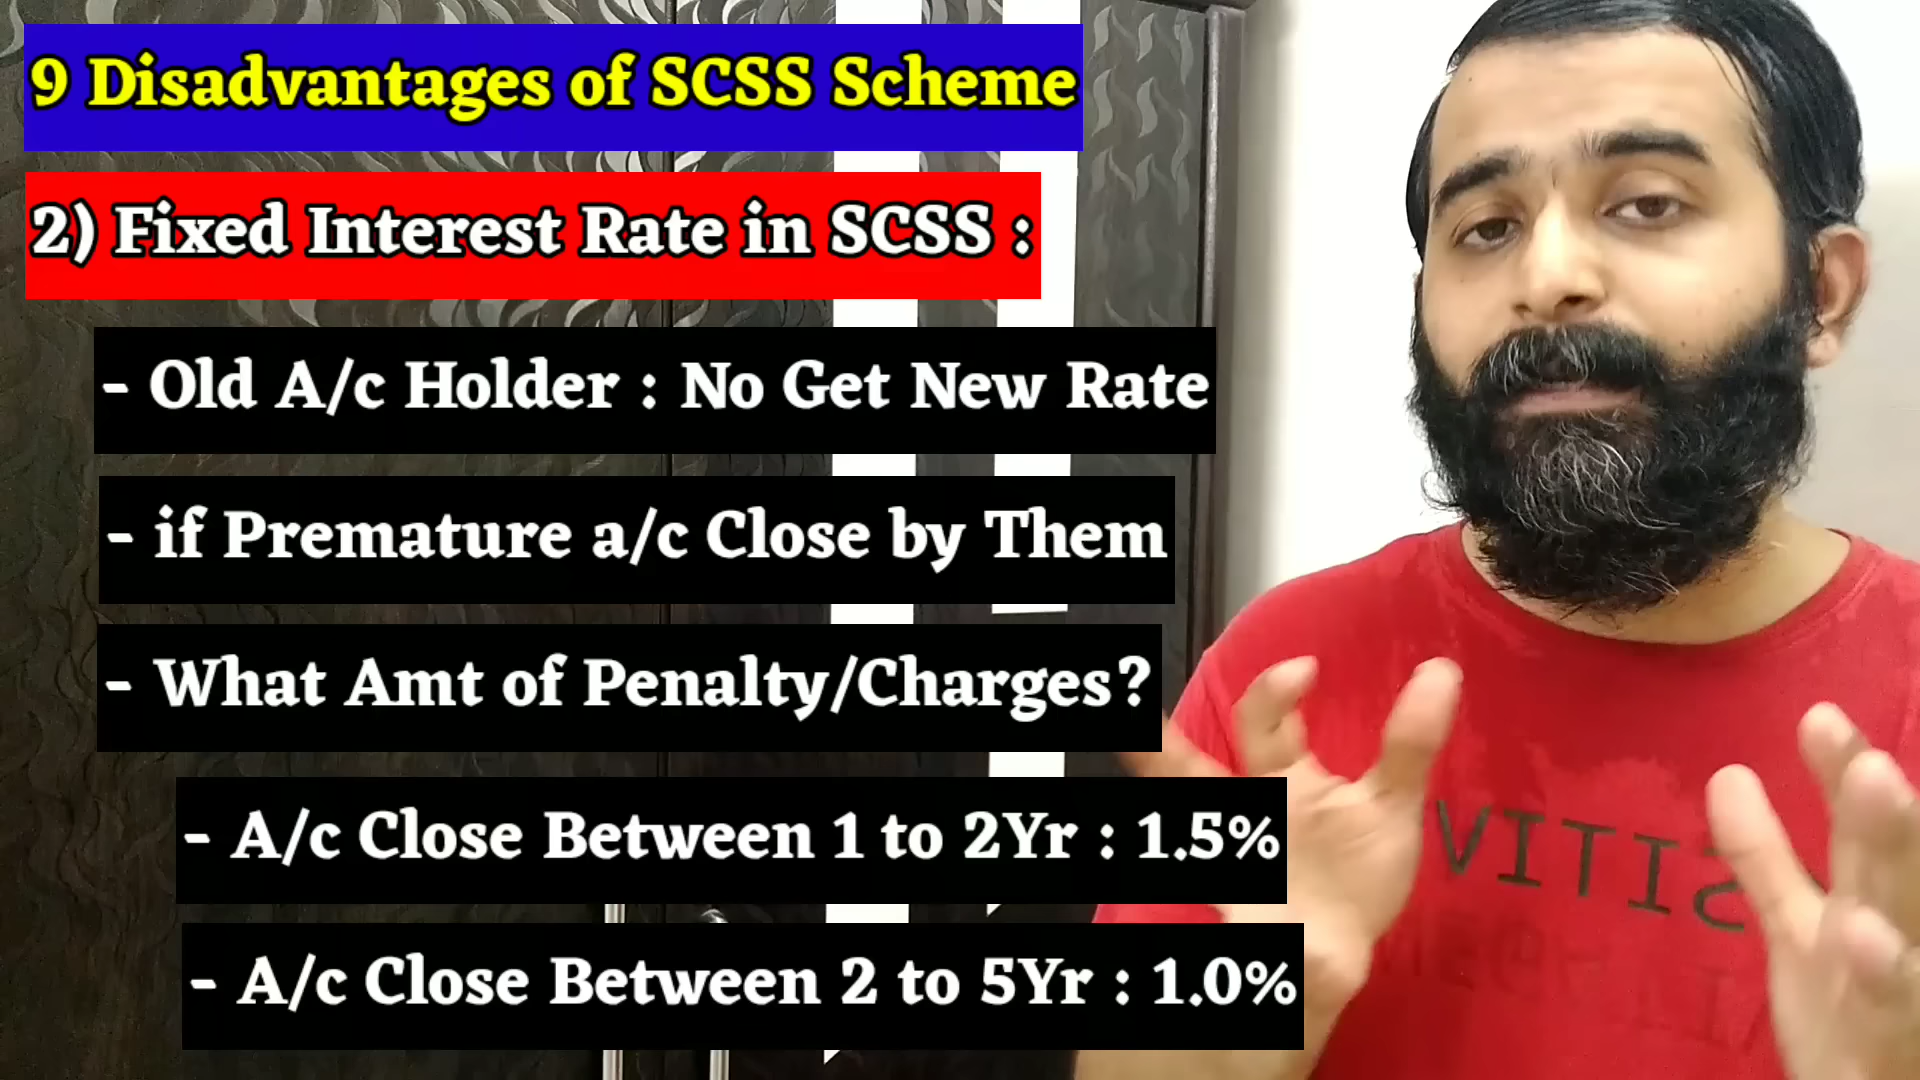 9 Disadvantages of SCSS Scheme
2) Fixed Interest Rate in SCSS :
- Old A/c Holder : No Get New Rate
- if Premature a/c Close by Them
- What Amt of Penalty/Charges?
- A/c Close Between 1 to 2Yr : 1.5%
- A/c Close Between 2 to 5Yr : 1.0%